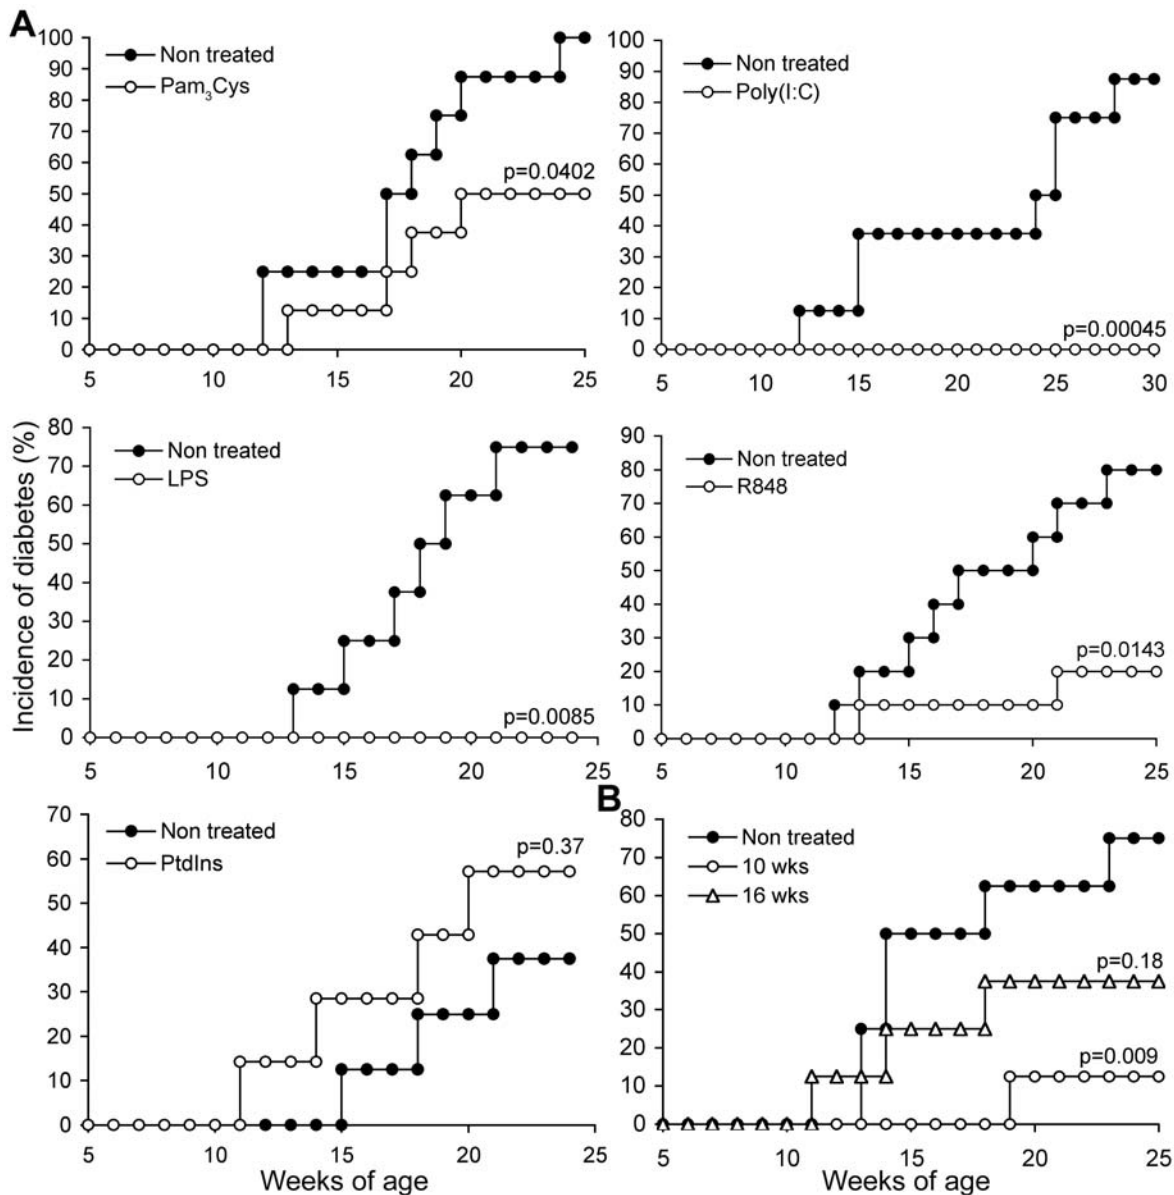 A
100
90
80
70
60
50
40
30
20
10
0
Non treated
Pam3Cys
p=0.0402
5 10 15 20 25
100
90
80
70
60
50
40
30
20
10
0
Non treated
Poly(I:C)
p=0.00045
5 10 15 20 25 30
Incidence of diabetes (%)
80
70
60
50
40
30
20
10
0
Non treated
LPS
p=0.0085
5 10 15 20 25
90
80
70
60
50
40
30
20
10
0
Non treated
R848
p=0.0143
5 10 15 20 25
70
60
50
40
30
20
10
0
Non treated
PtdIns
p=0.37
5 10 15 20 25
Weeks of age
B
80
70
60
50
40
30
20
10
0
Non treated
10 wks
16 wks
p=0.18
p=0.009
5 10 15 20 25
Weeks of age